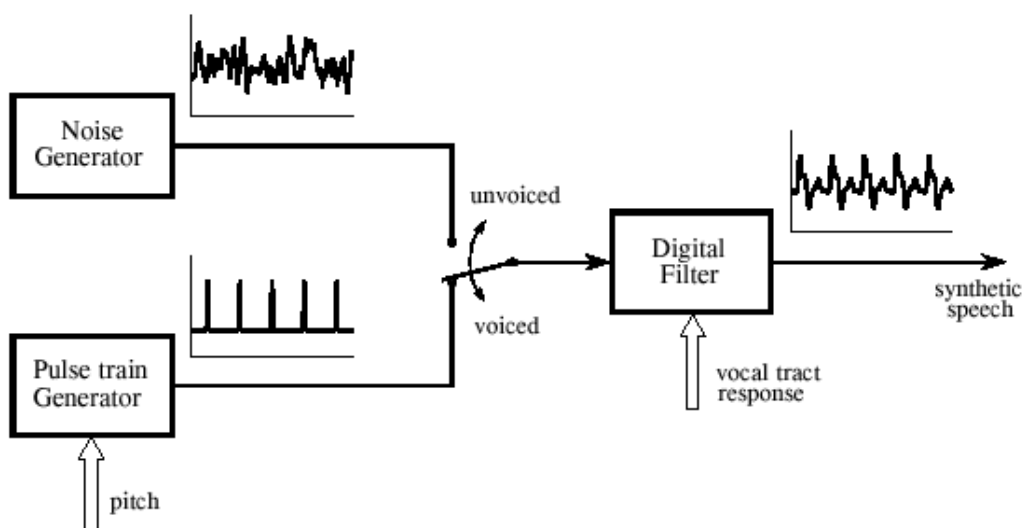 Noise
Generator
unvoiced
Digital
Filter
synthetic
speech
voiced
Pulse train
Generator
vocal tract
response
pitch